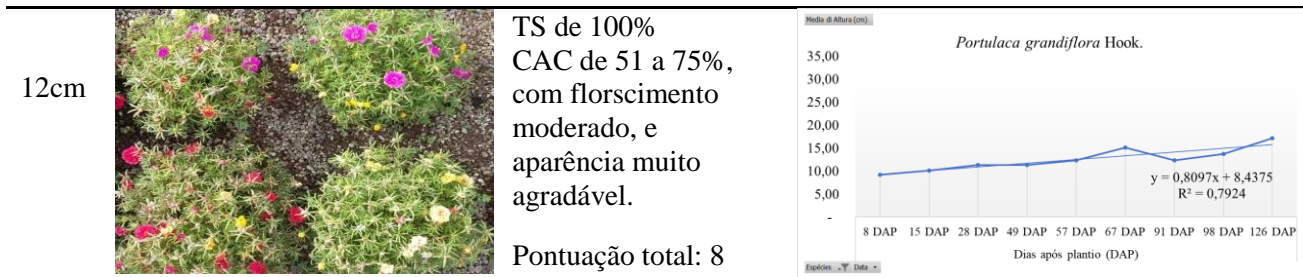 12cm
TS de 100%
CAC de 51 a 75%,
com florscimento
moderado, e
aparência muito
agradável.
Pontuação total: 8
Media di Altura (cm)
Portulaca grandiflora Hook.
35,00
30,00
25,00
20,00
15,00
10,00
5,00
-
y = 0,8097x + 8,4375
R² = 0,7924
8 DAP 15 DAP 28 DAP 49 DAP 57 DAP 67 DAP 91 DAP 98 DAP 126 DAP
Dias após plantio (DAP)
Espécies Data